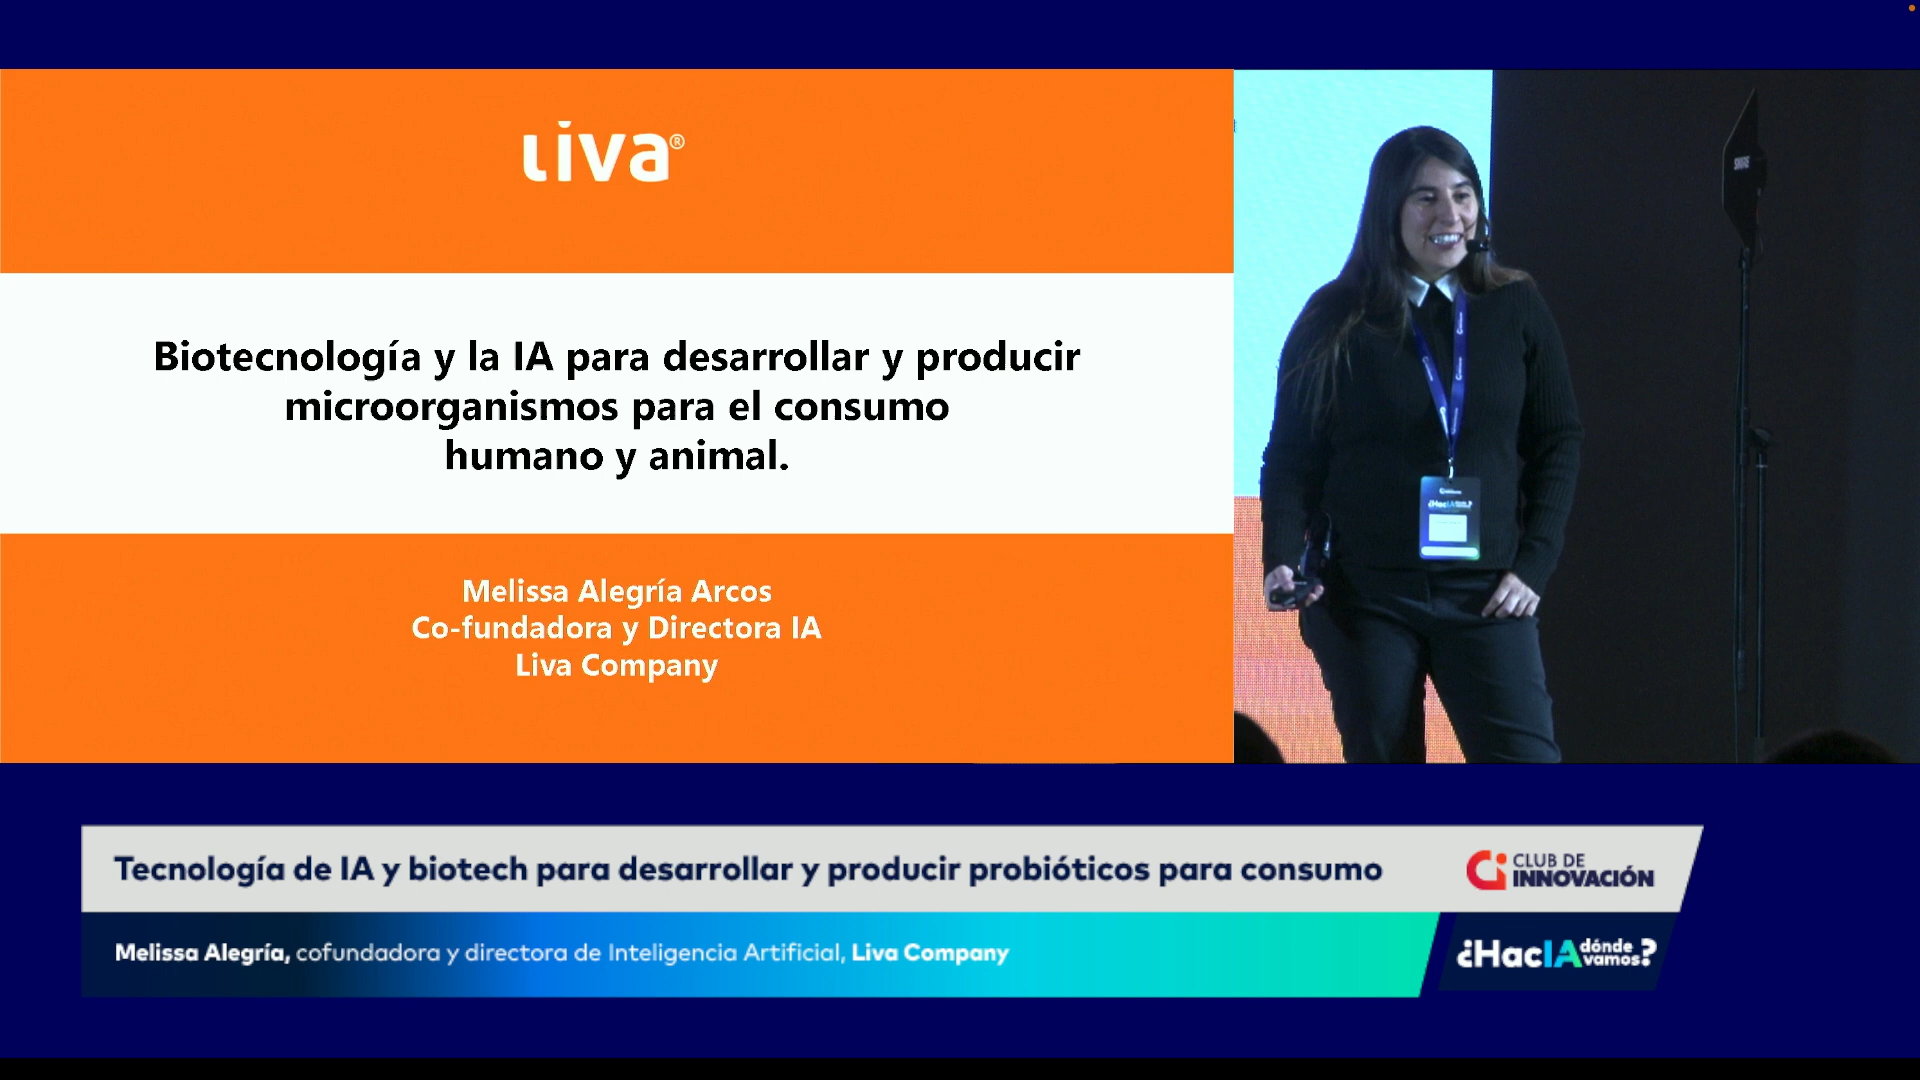 Liva®
Biotecnología y la IA para desarrollar y producir
microorganismos para el consumo
humano y animal.
Melissa Alegría Arcos
Co-fundadora y Directora IA
Liva Company
SHURE
¿HacIA
Tecnología de IA y biotech para desarrollar y producir probióticos para consumo
CLUB DE
INNOVACIÓN
Melissa Alegría, cofundadora y directora de Inteligencia Artificial, Liva Company
¿HacIA dónde
vamos?